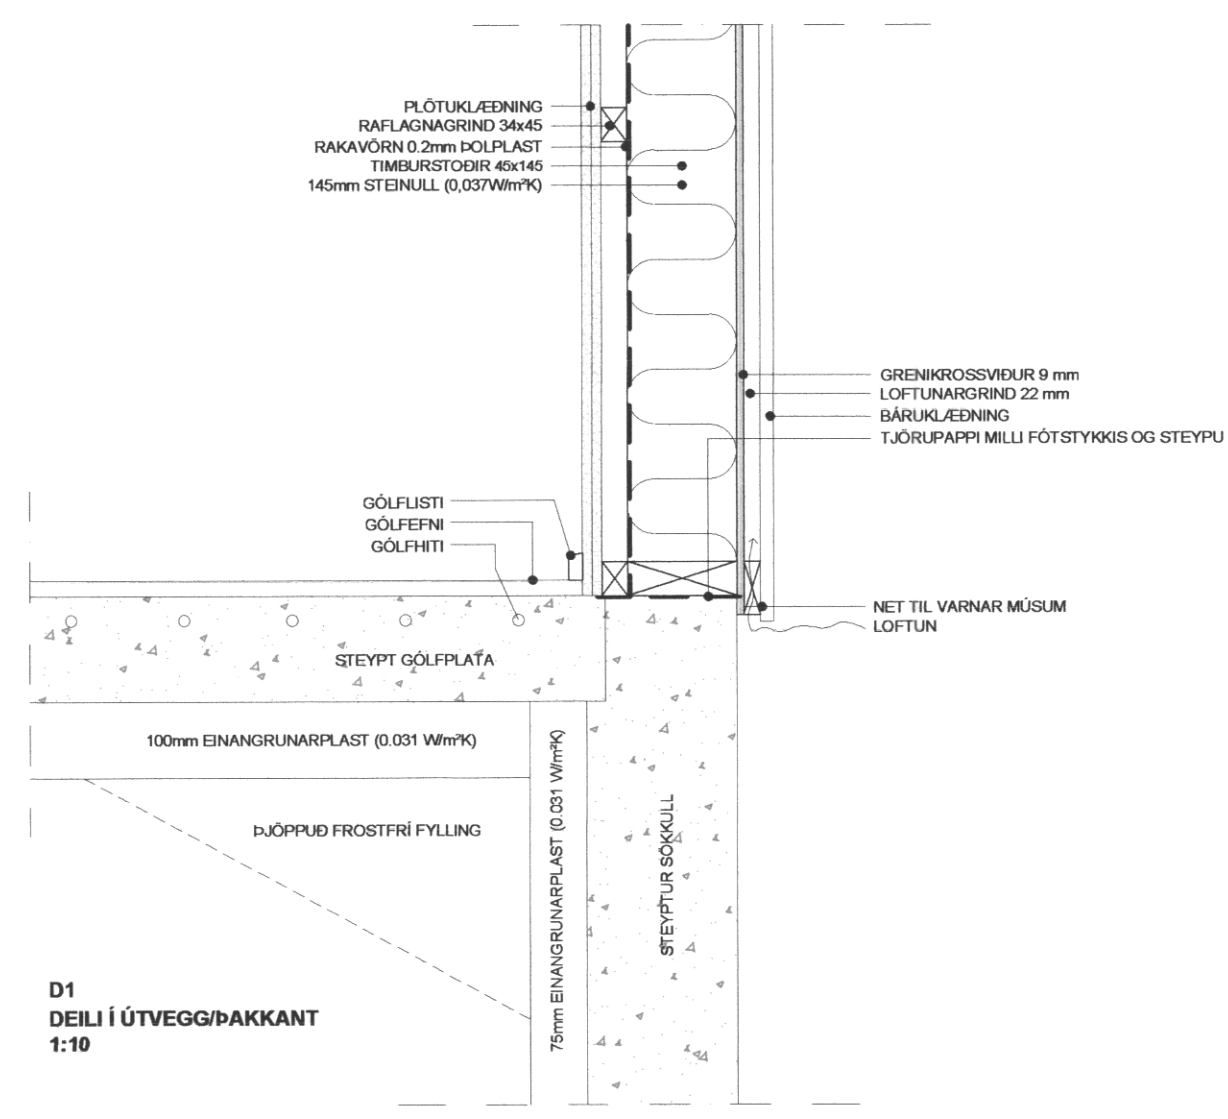 PLÖTUKLÆÐNING
RAFLAGNAGRIND 34x45
RAKAVÖRN 0.2mm ÞOLPLAST
TIMBURSTOÐIR 45x145
145mm STEINULL (0,037W/m²K)
GRENIKROSSVIÐUR 9 mm
LOFTUNARGRIND 22 mm
BÁRUKLÆÐNING
TJÖRUPAPPI MILLI FÓTSTYKKIS OG STEYPU
GÓLFLISTI
GÓLFEFNI
GÓLFHITI
NET TIL VARNAR MÚSUM
LOFTUN
STEYPT GÓLFPLATA
100mm EINANGRUNARPLAST (0.031 W/m²K)
ÞJÖPPUÐ FROSTFRÍ FYLLING
75mm EINANGRUNARPLAST (0.031 W/m²K)
STEYPTUR SÖKKULL
D1
DEILI Í ÚTVEGG/ÞAKKANT
1:10